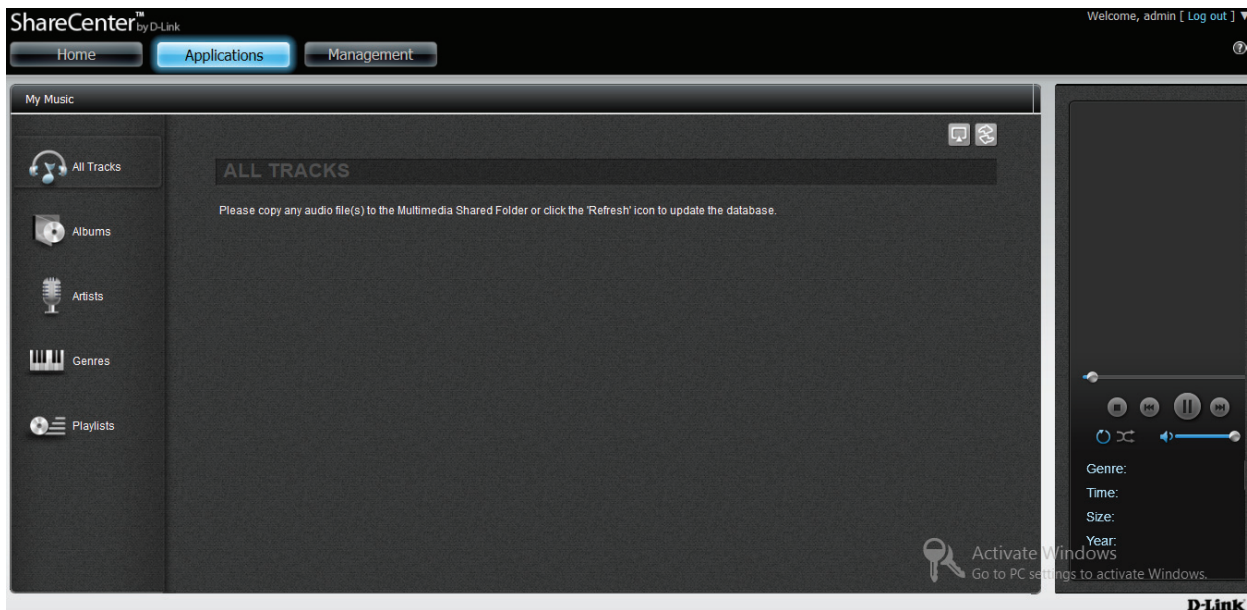 ShareCenter™ by D-Link
Welcome, admin [ Log out ] ▼
Home Applications Management
My Music
All Tracks
ALL TRACKS
Please copy any audio file(s) to the Multimedia Shared Folder or click the 'Refresh' icon to update the database.
Albums
Artists
Genres
Playlists
Genre:
Time:
Size:
Year:
Activate Windows
Go to PC settings to activate Windows.
D-Link